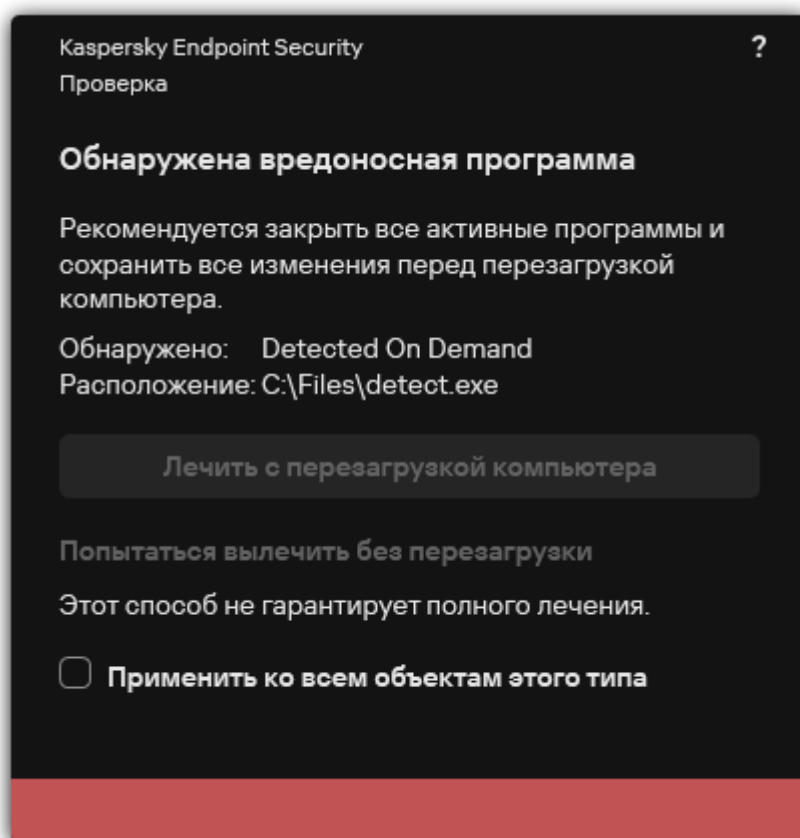 Kaspersky Endpoint Security ?
Проверка
Обнаружена вредоносная программа
Рекомендуется закрыть все активные программы и
сохранить все изменения перед перезагрузкой
компьютера.
Обнаружено: Detected On Demand
Расположение: C:\Files\detect.exe
Лечить с перезагрузкой компьютера
Попытаться вылечить без перезагрузки
Этот способ не гарантирует полного лечения.
Применить ко всем объектам этого типа